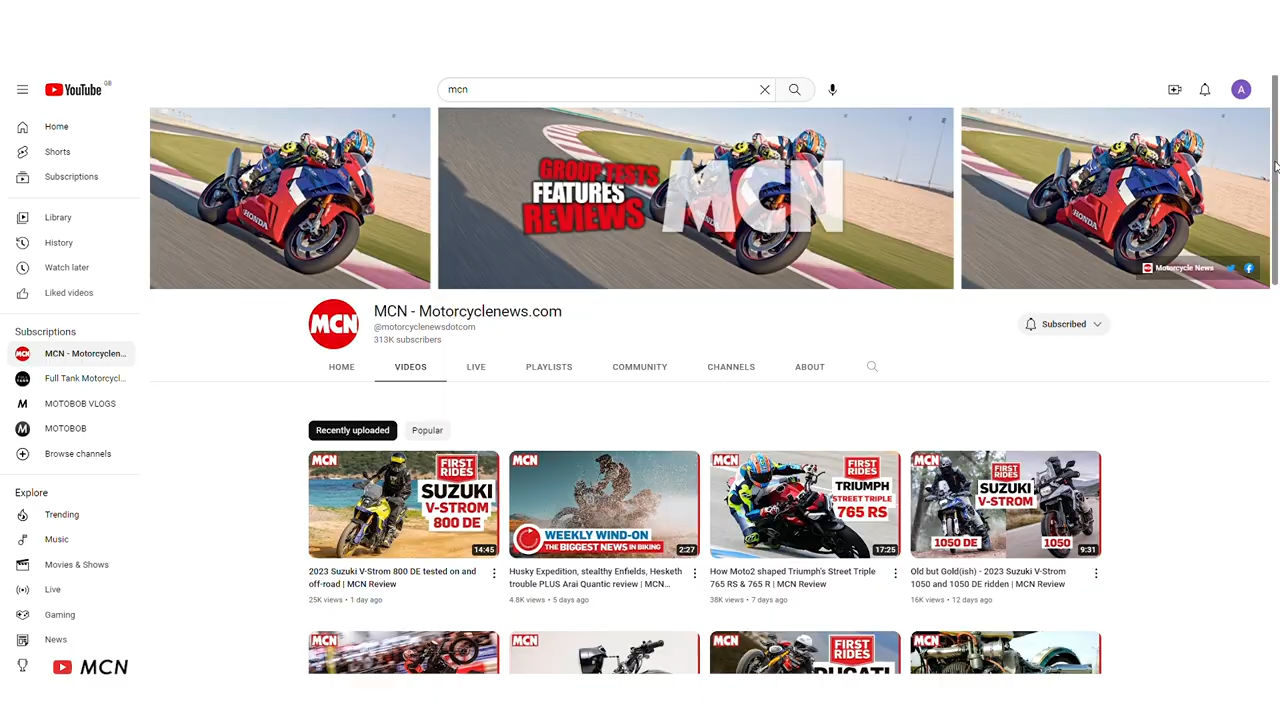 YouTube GB
mcn
A
Home
Shorts
Subscriptions
Library
History
Watch later
Liked videos
Subscriptions
MCN - Motorcyclen...
Full Tank Motorcycl...
MOTOBOB VLOGS
MOTOBOB
Browse channels
Explore
Trending
Music
Movies & Shows
Live
Gaming
News
MCN
HONDA
GROUP TESTS
FEATURES
REVIEWS
MCN
HONDA
Motorcycle News
MCN
MCN - Motorcyclenews.com
@motorcyclenewsdotcom
313K subscribers
Subscribed
HOME VIDEOS LIVE PLAYLISTS COMMUNITY CHANNELS ABOUT
Recently uploaded Popular
MCN
FIRST
RIDES
SUZUKI
V-STROM
800 DE
14:45
2023 Suzuki V-Strom 800 DE tested on and
off-road | MCN Review
25K views • 1 day ago
MCN
WEEKLY WIND-ON
THE BIGGEST NEWS IN BIKING
2:27
Husky Expedition, stealthy Enfields, Hesketh
trouble PLUS Arai Quantic review | MCN...
4.8K views • 5 days ago
MCN
FIRST
RIDES
TRIUMPH
STREET TRIPLE
765 RS
17:25
How Moto2 shaped Triumph's Street Triple
765 RS & 765 R | MCN Review
38K views • 7 days ago
MCN
FIRST
RIDES
SUZUKI
V-STROM
1050 DE
1050
9:31
Old but Gold(ish) - 2023 Suzuki V-Strom
1050 and 1050 DE ridden | MCN Review
16K views • 12 days ago
MCN
MCN
MCN
FIRST
RIDES
DUCATI
MCN